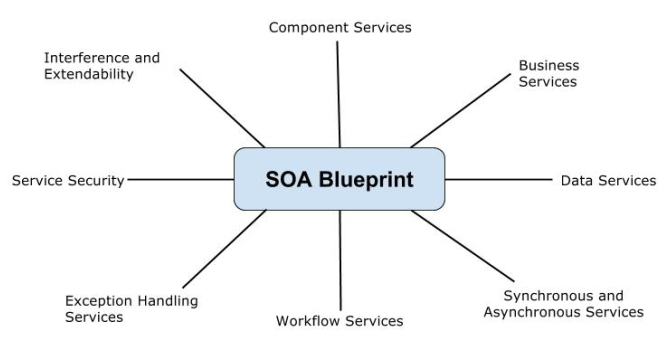 Component Services
Interference and
Extendability
Business
Services
Service Security
SOA Blueprint
Data Services
Exception Handling
Services
Workflow Services
Synchronous and
Asynchronous Services